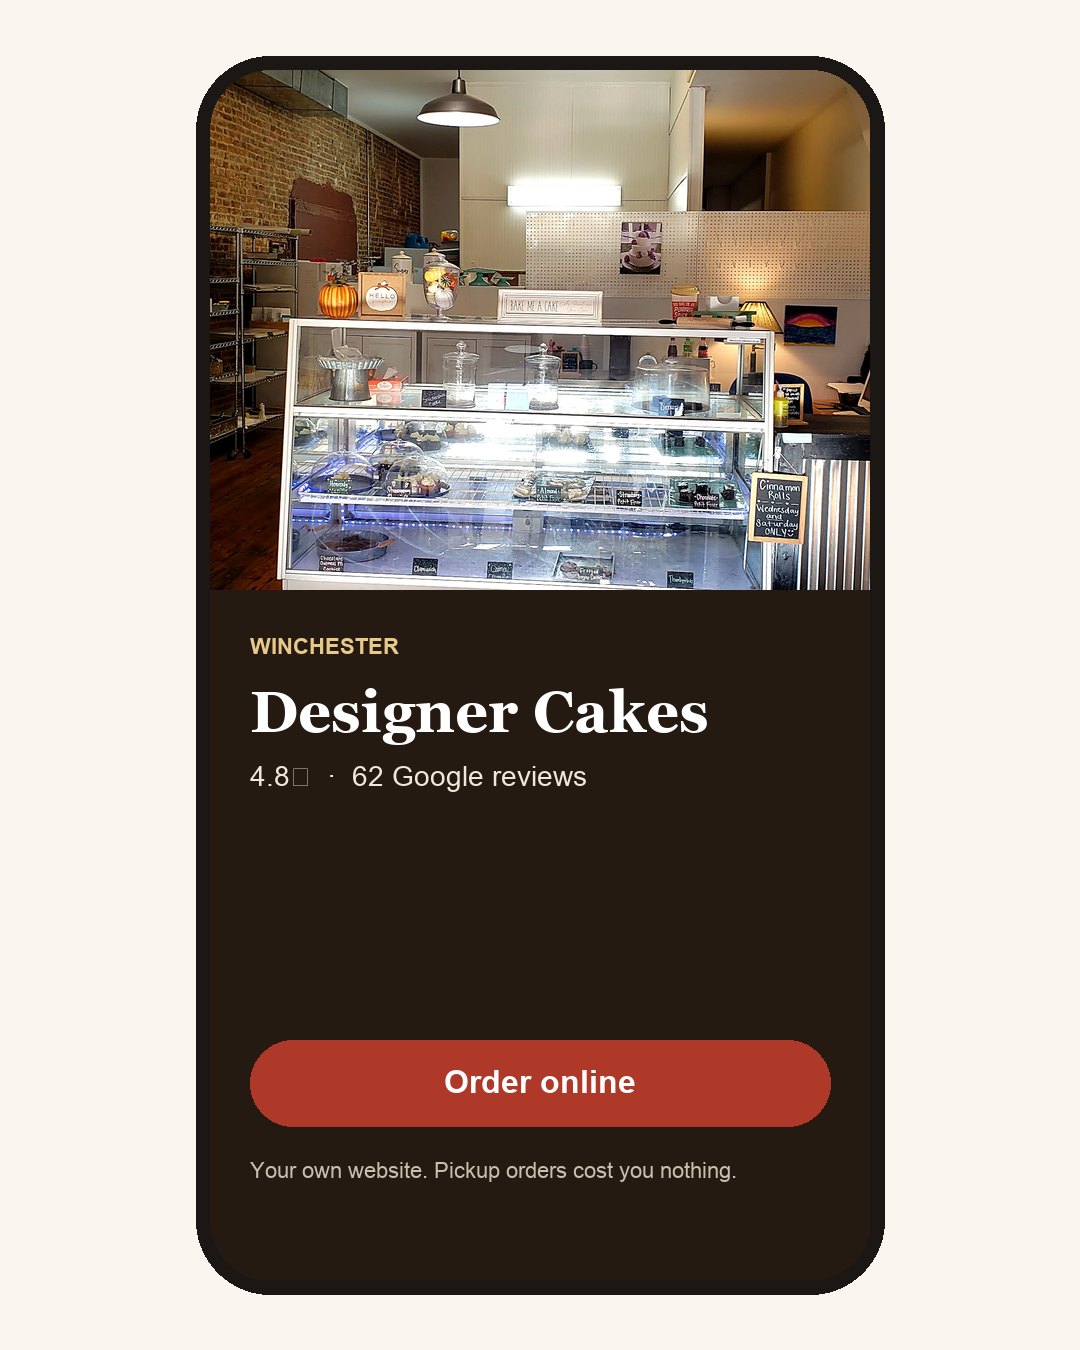 HELLO
BAKE ME A CAKE
Cinnamon
Rolls
Wednesday
and
Saturday
ONLY
WINCHESTER
Designer Cakes
4.8 · 62 Google reviews
Order online
Your own website. Pickup orders cost you nothing.